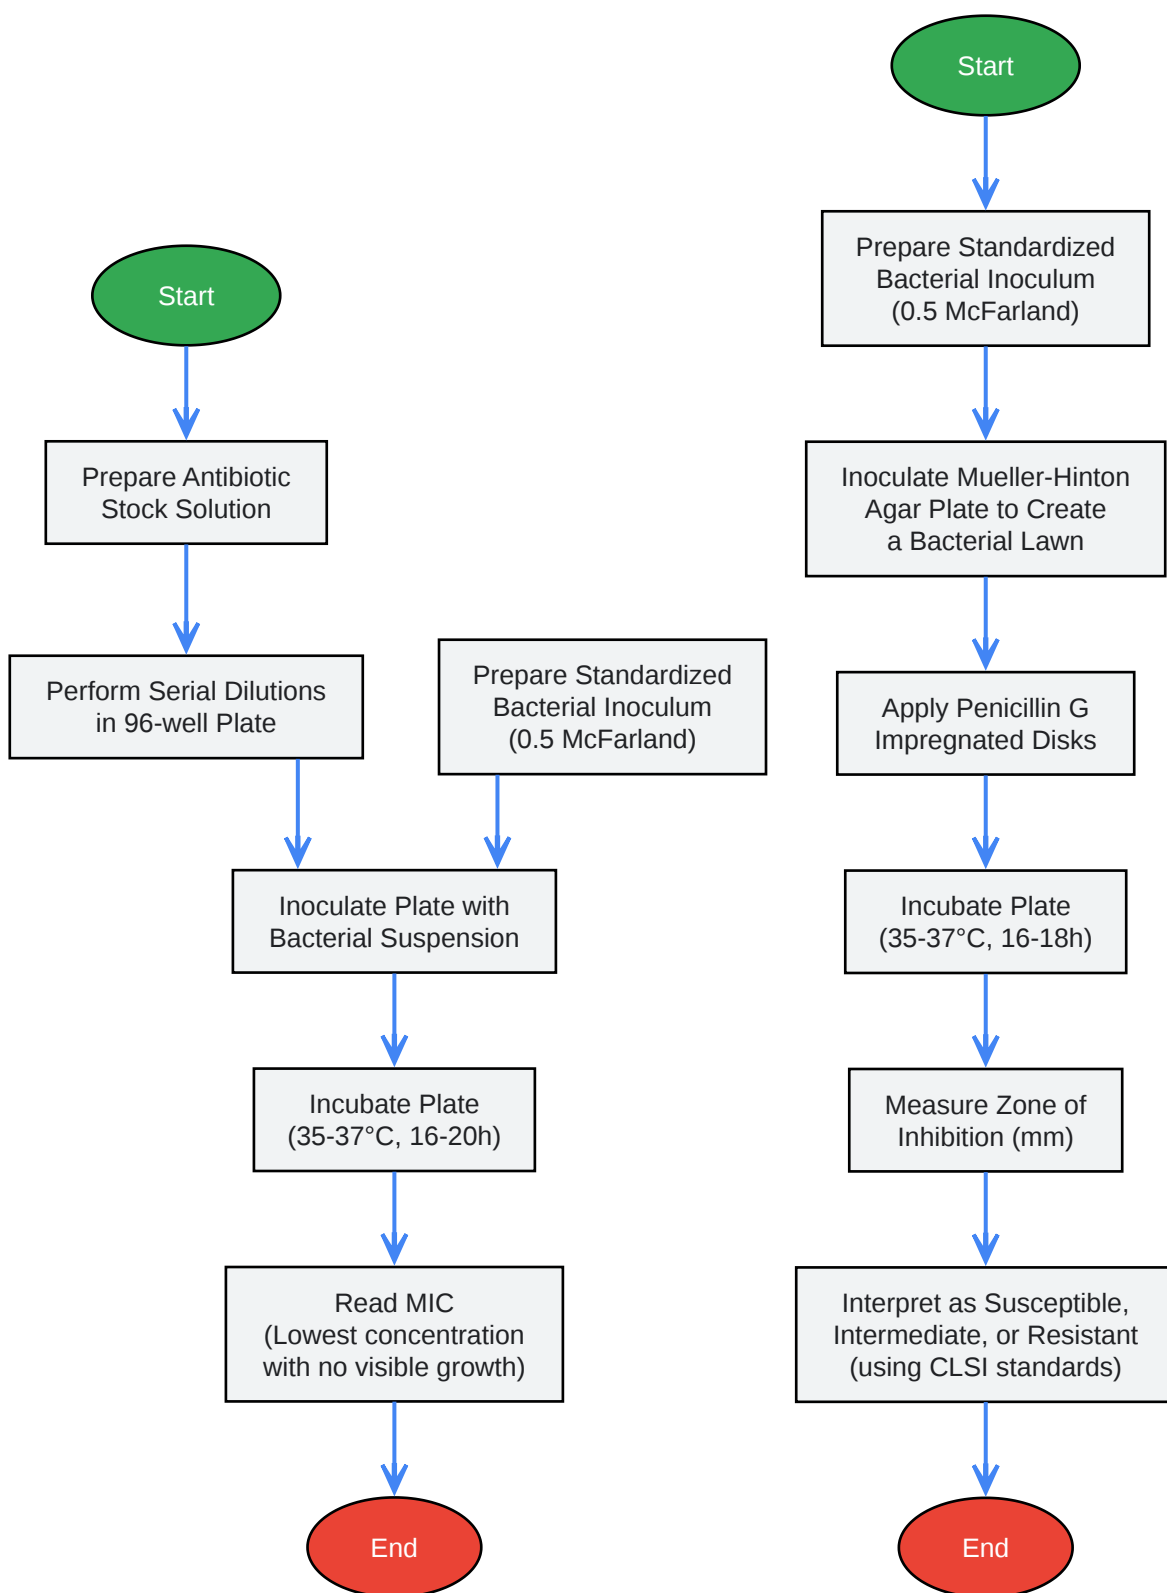 Start
Prepare Antibiotic
Stock Solution
Perform Serial Dilutions
in 96-well Plate
Prepare Standardized
Bacterial Inoculum
(0.5 McFarland)
Inoculate Plate with
Bacterial Suspension
Incubate Plate
(35-37°C, 16-20h)
Read MIC
(Lowest concentration
with no visible growth)
End
Start
Prepare Standardized
Bacterial Inoculum
(0.5 McFarland)
Inoculate Mueller-Hinton
Agar Plate to Create
a Bacterial Lawn
Apply Penicillin G
Impregnated Disks
Incubate Plate
(35-37°C, 16-18h)
Measure Zone of
Inhibition (mm)
Interpret as Susceptible,
Intermediate, or Resistant
(using CLSI standards)
End